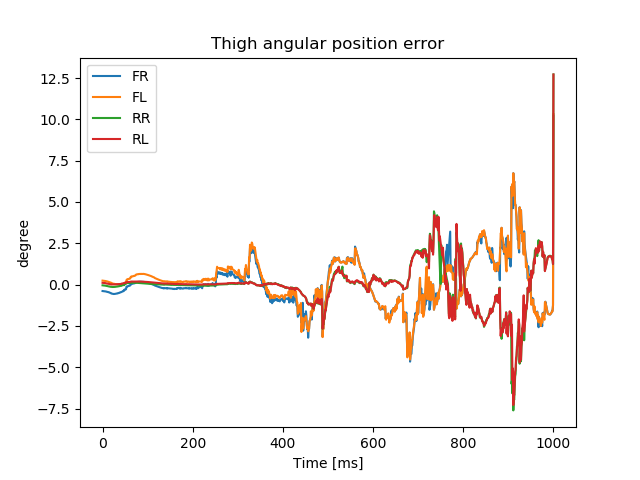 Thigh angular position error
FR
FL
RR
RL
12.5
10.0
7.5
5.0
2.5
0.0
−2.5
−5.0
−7.5
degree
0 200 400 600 800 1000
Time [ms]